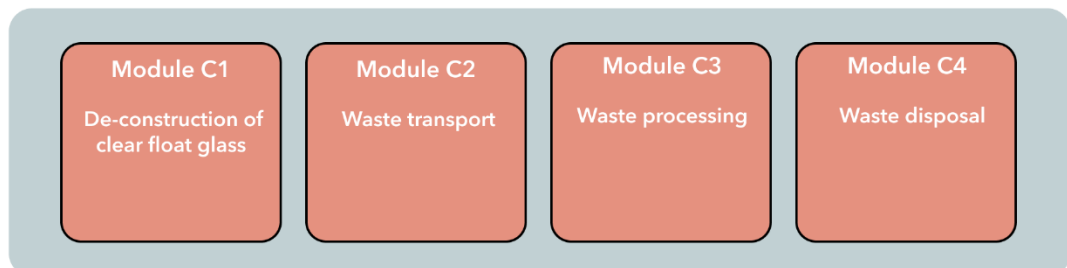 Module C1
De-construction of
clear float glass
Module C2
Waste transport
Module C3
Waste processing
Module C4
Waste disposal